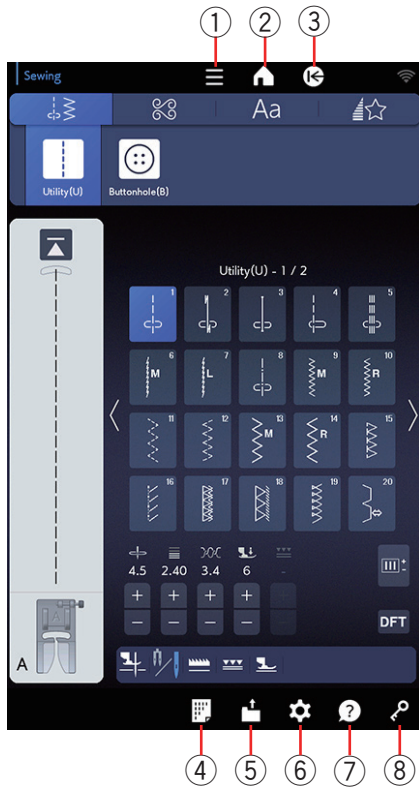 ① ② ③
Sewing
Aa
Utility(U) Buttonhole(B)
Utility(U) - 1 / 2
1 2 3 4 5
M 6 L 7 8 M 9 R 10
11 12 M 13 R 14 15
16 17 18 19 20
4.5 2.40 3.4 6 -
+ + + + +
− − − − −
DFT
A
④ ⑤ ⑥ ⑦ ⑧